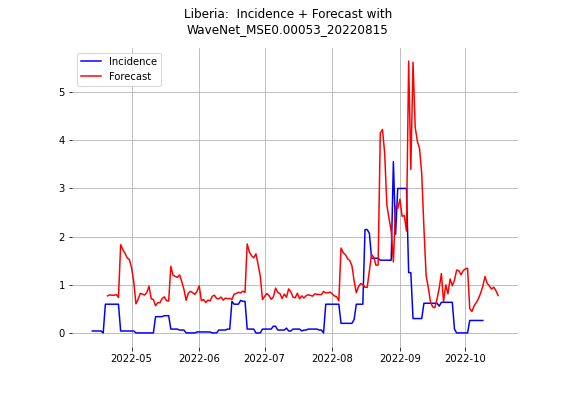 Liberia:  Incidence + Forecast with
WaveNet_MSE0.00053_20220815
Incidence
Forecast
5
4
3
2
1
0
2022-05 2022-06 2022-07 2022-08 2022-09 2022-10